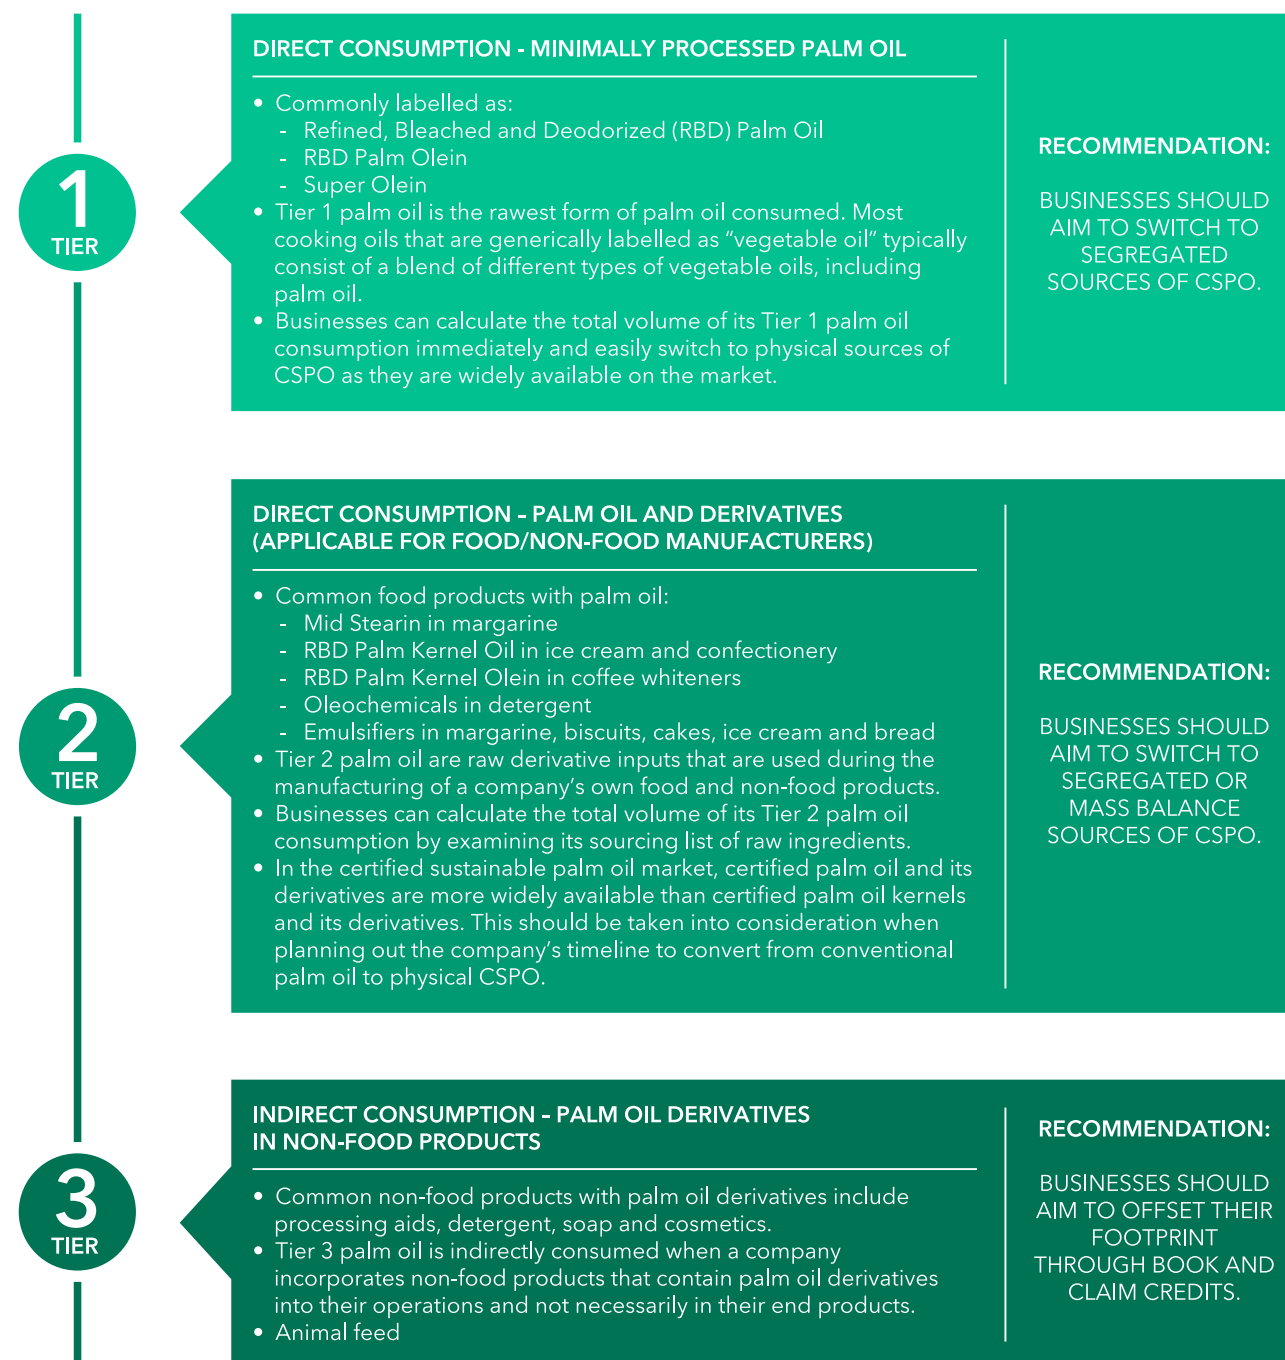 1
TIER
DIRECT CONSUMPTION - MINIMALLY PROCESSED PALM OIL
• Commonly labelled as:
- Refined, Bleached and Deodorized (RBD) Palm Oil
- RBD Palm Olein
- Super Olein
• Tier 1 palm oil is the rawest form of palm oil consumed. Most
cooking oils that are generically labelled as “vegetable oil” typically
consist of a blend of different types of vegetable oils, including
palm oil.
• Businesses can calculate the total volume of its Tier 1 palm oil
consumption immediately and easily switch to physical sources of
CSPO as they are widely available on the market.
RECOMMENDATION:
BUSINESSES SHOULD
AIM TO SWITCH TO
SEGREGATED
SOURCES OF CSPO.
2
TIER
DIRECT CONSUMPTION – PALM OIL AND DERIVATIVES
(APPLICABLE FOR FOOD/NON-FOOD MANUFACTURERS)
• Common food products with palm oil:
- Mid Stearin in margarine
- RBD Palm Kernel Oil in ice cream and confectionery
- RBD Palm Kernel Olein in coffee whiteners
- Oleochemicals in detergent
- Emulsifiers in margarine, biscuits, cakes, ice cream and bread
• Tier 2 palm oil are raw derivative inputs that are used during the
manufacturing of a company’s own food and non-food products.
• Businesses can calculate the total volume of its Tier 2 palm oil
consumption by examining its sourcing list of raw ingredients.
• In the certified sustainable palm oil market, certified palm oil and its
derivatives are more widely available than certified palm oil kernels
and its derivatives. This should be taken into consideration when
planning out the company’s timeline to convert from conventional
palm oil to physical CSPO.
RECOMMENDATION:
BUSINESSES SHOULD
AIM TO SWITCH TO
SEGREGATED OR
MASS BALANCE
SOURCES OF CSPO.
3
TIER
INDIRECT CONSUMPTION – PALM OIL DERIVATIVES
IN NON-FOOD PRODUCTS
• Common non-food products with palm oil derivatives include
processing aids, detergent, soap and cosmetics.
• Tier 3 palm oil is indirectly consumed when a company
incorporates non-food products that contain palm oil derivatives
into their operations and not necessarily in their end products.
• Animal feed
RECOMMENDATION:
BUSINESSES SHOULD
AIM TO OFFSET THEIR
FOOTPRINT
THROUGH BOOK AND
CLAIM CREDITS.